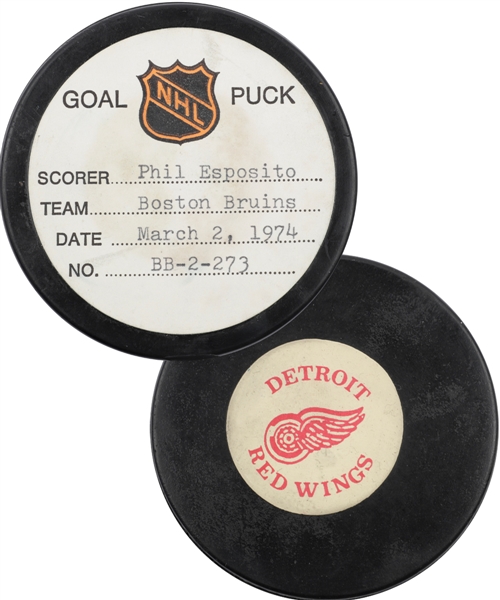 GOAL NHL PUCK
SCORER Phil Esposito
TEAM Boston Bruins
DATE March 2, 1974
NO. BB-2-273
DETROIT
RED WINGS